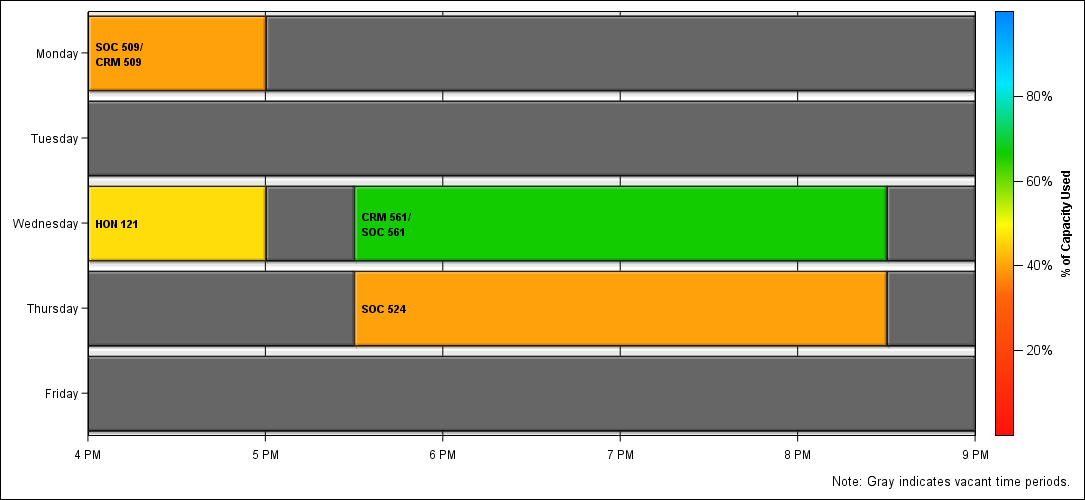 Monday
SOC 509/
CRM 509
Tuesday
Wednesday
HON 121
CRM 561/
SOC 561
Thursday
SOC 524
Friday
4 PM 5 PM 6 PM 7 PM 8 PM 9 PM
80%
60%
40%
20%
% of Capacity Used
Note: Gray indicates vacant time periods.